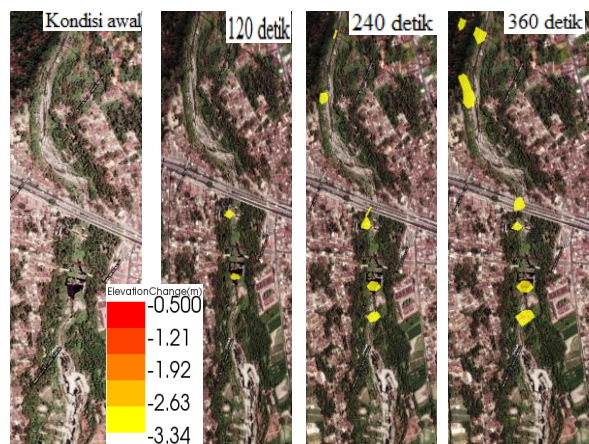 Kondisi awal
120 detik
240 detik
360 detik
ElevationChange(m)
-0.500
-1.21
-1.92
-2.63
-3.34